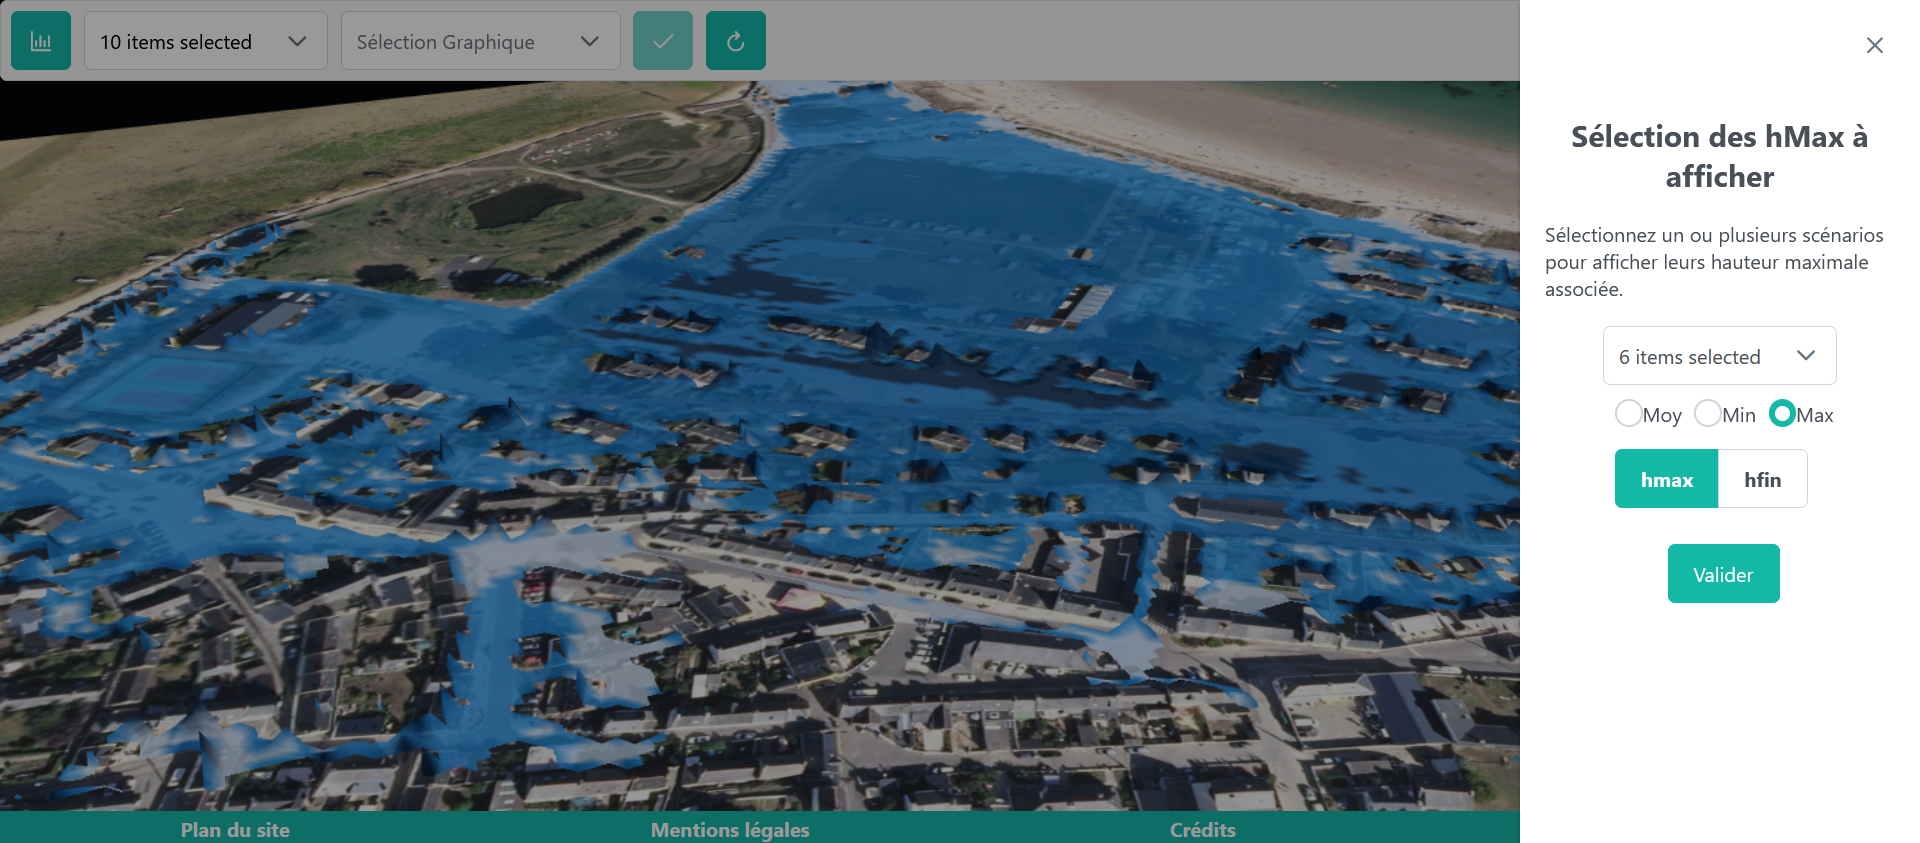 10 items selected
Sélection Graphique
Sélection des hMax à
afficher
Sélectionnez un ou plusieurs scénarios
pour afficher leurs hauteur maximale
associée.
6 items selected
Moy Min Max
hmax hfin
Valider
Plan du site
Mentions légales
Crédits